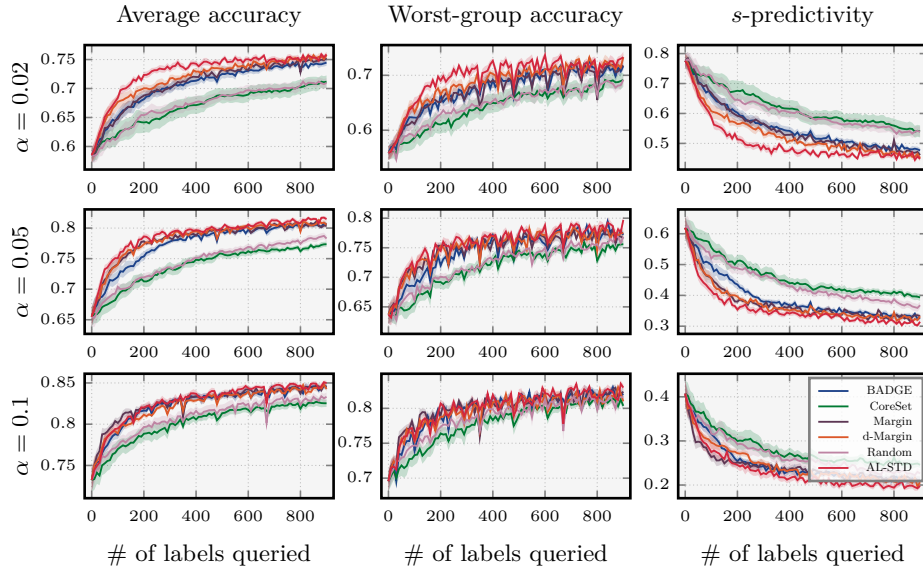 Average accuracy
Worst-group accuracy
s-predictivity
α = 0.02
0.75
0.70
0.65
0.6
0 200 400 600 800
0.7
0.6
0 200 400 600 800
0.8
0.7
0.6
0.5
0 200 400 600 800
α = 0.05
0.8
0.75
0.7
0.65
0 200 400 600 800
0.80
0.75
0.70
0.65
0 200 400 600 800
0.6
0.5
0.4
0.3
0 200 400 600 800
α = 0.1
0.85
0.8
0.75
0 200 400 600 800
0.8
0.7
0 200 400 600 800
0.4
0.3
0.2
0 200 400 600 800
BADGE
CoreSet
Margin
d-Margin
Random
AL-STD
# of labels queried
# of labels queried
# of labels queried